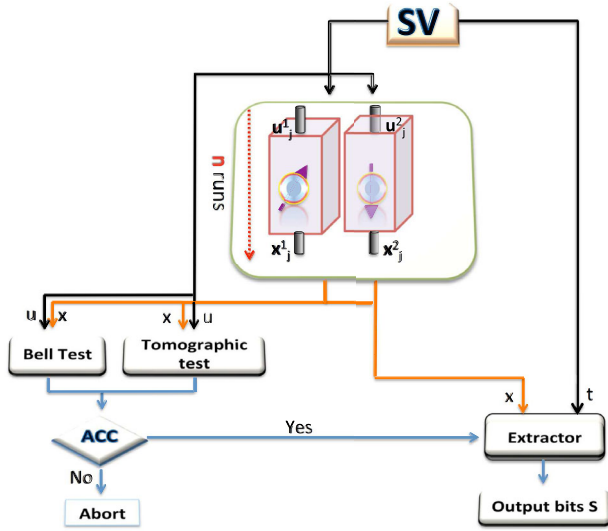 SV
u¹ⱼ u²ⱼ
n runs
x¹ⱼ x²ⱼ
u x x u
Bell Test
Tomographic
test
x t
ACC
Yes
Extractor
No
Abort
Output bits S